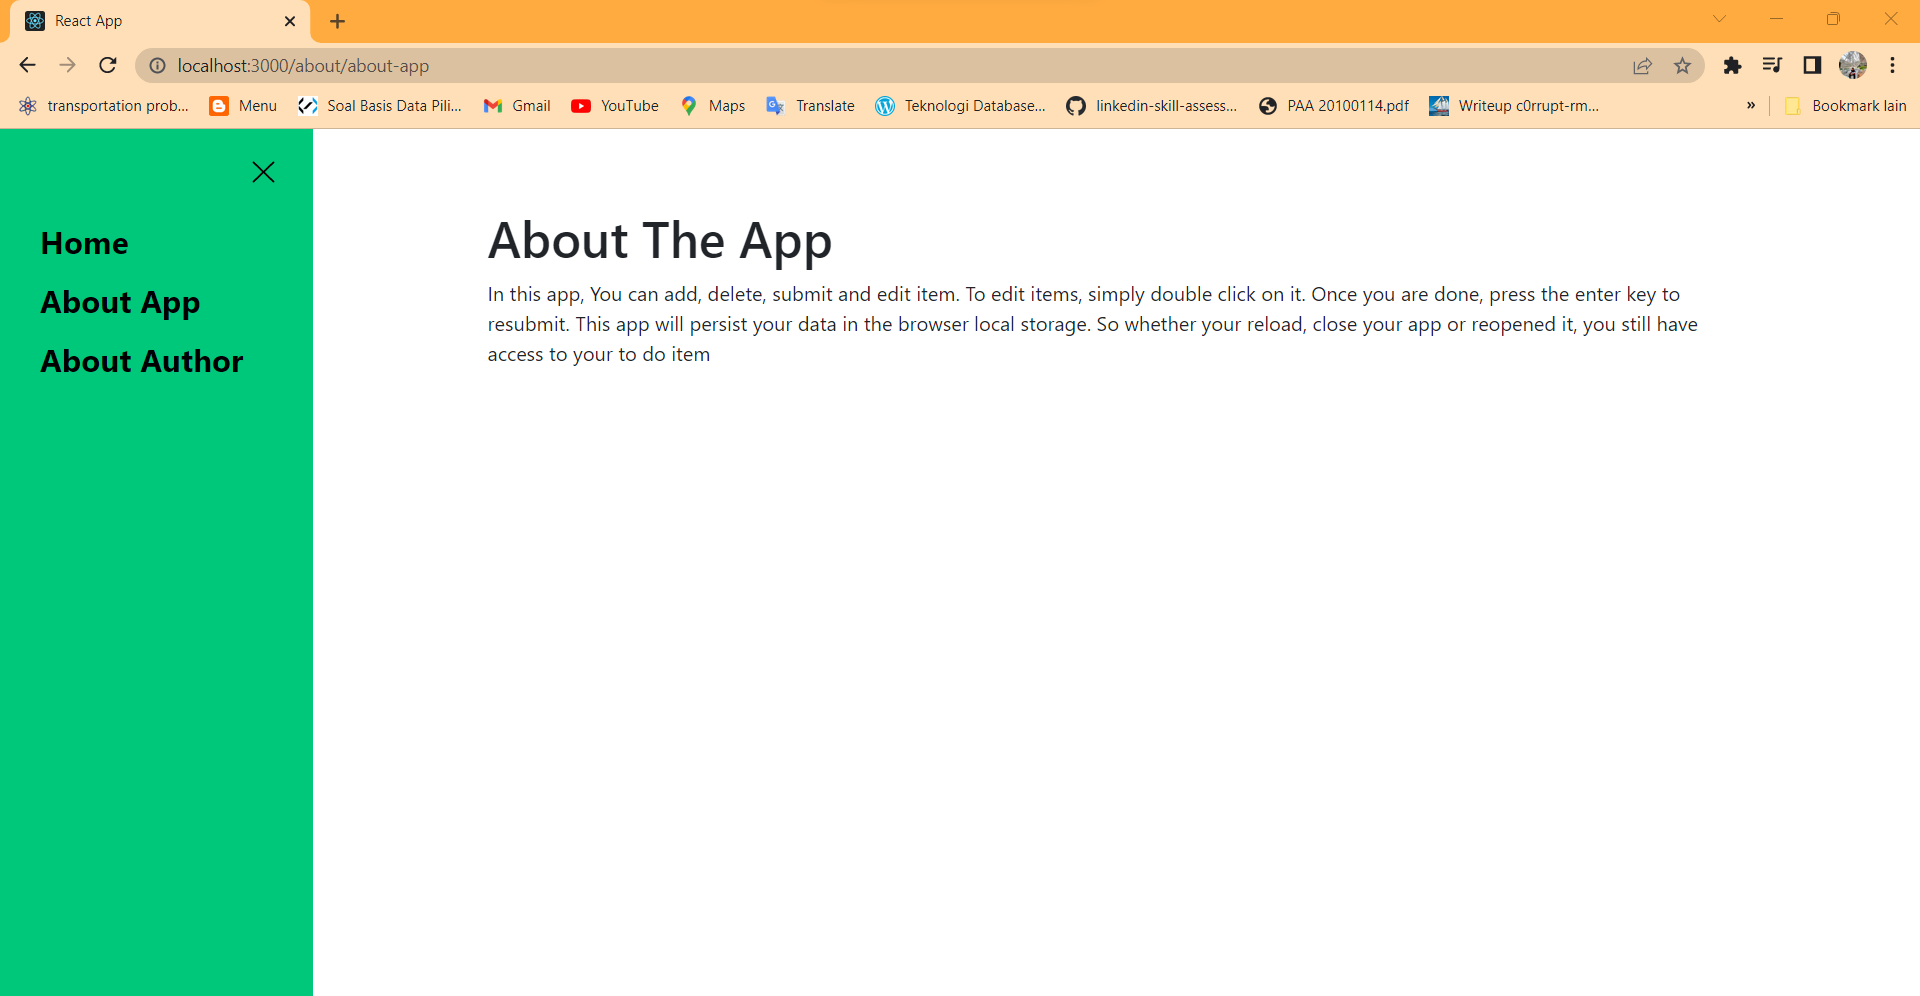 React App
localhost:3000/about/about-app
transportation prob... Menu Soal Basis Data Pili... Gmail YouTube Maps Translate Teknologi Database... linkedin-skill-assess... PAA 20100114.pdf Writeup c0rrupt-rm... » Bookmark lain
Home
About App
About Author
About The App
In this app, You can add, delete, submit and edit item. To edit items, simply double click on it. Once you are done, press the enter key to
resubmit. This app will persist your data in the browser local storage. So whether your reload, close your app or reopened it, you still have
access to your to do item